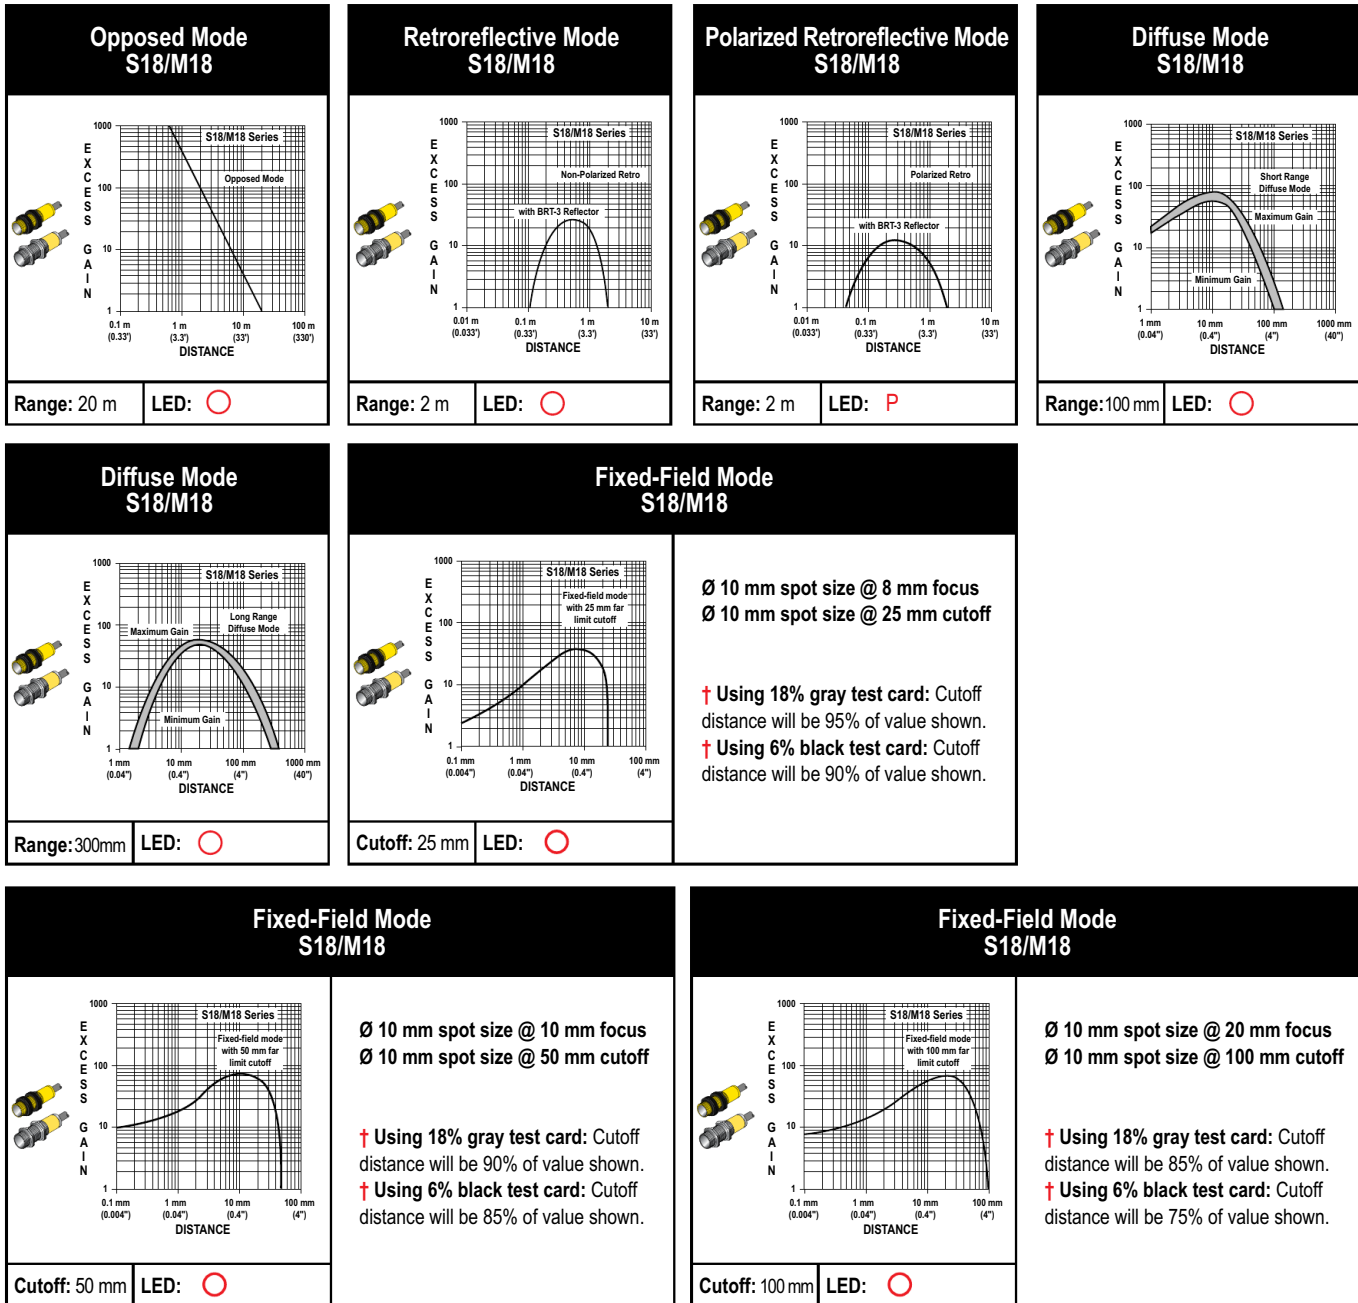 Opposed Mode
S18/M18
1000
100
10
1
EXCESS GAIN
S18/M18 Series
Opposed Mode
0.1 m 1 m 10 m 100 m
(0.33') (3.3') (33') (330')
DISTANCE
Range: 20 m LED:
Retroreflective Mode
S18/M18
1000
100
10
1
EXCESS GAIN
S18/M18 Series
Non-Polarized Retro
with BRT-3 Reflector
0.01 m 0.1 m 1 m 10 m
(0.033') (0.33') (3.3') (33')
DISTANCE
Range: 2 m LED:
Polarized Retroreflective Mode
S18/M18
1000
100
10
1
EXCESS GAIN
S18/M18 Series
Polarized Retro
with BRT-3 Reflector
0.01 m 0.1 m 1 m 10 m
(0.033') (0.33') (3.3') (33')
DISTANCE
Range: 2 m LED: P
Diffuse Mode
S18/M18
1000
100
10
1
EXCESS GAIN
S18/M18 Series
Short Range
Diffuse Mode
Maximum Gain
Minimum Gain
1 mm 10 mm 100 mm 1000 mm
(0.04") (0.4") (4") (40")
DISTANCE
Range:100 mm LED:
Diffuse Mode
S18/M18
1000
100
10
1
EXCESS GAIN
S18/M18 Series
Long Range
Diffuse Mode
Maximum Gain
Minimum Gain
1 mm 10 mm 100 mm 1000 mm
(0.04") (0.4") (4") (40")
DISTANCE
Range:300mm LED:
Fixed-Field Mode
S18/M18
1000
100
10
1
EXCESS GAIN
S18/M18 Series
Fixed-field mode
with 25 mm far
limit cutoff
0.1 mm 1 mm 10 mm 100 mm
(0.004") (0.04") (0.4") (4")
DISTANCE
Cutoff: 25 mm LED:
Ø 10 mm spot size @ 8 mm focus
Ø 10 mm spot size @ 25 mm cutoff
† Using 18% gray test card: Cutoff
distance will be 95% of value shown.
† Using 6% black test card: Cutoff
distance will be 90% of value shown.
Fixed-Field Mode
S18/M18
1000
100
10
1
EXCESS GAIN
S18/M18 Series
Fixed-field mode
with 50 mm far
limit cutoff
0.1 mm 1 mm 10 mm 100 mm
(0.004") (0.04") (0.4") (4")
DISTANCE
Cutoff: 50 mm LED:
Ø 10 mm spot size @ 10 mm focus
Ø 10 mm spot size @ 50 mm cutoff
† Using 18% gray test card: Cutoff
distance will be 90% of value shown.
† Using 6% black test card: Cutoff
distance will be 85% of value shown.
Fixed-Field Mode
S18/M18
1000
100
10
1
EXCESS GAIN
S18/M18 Series
Fixed-field mode
with 100 mm far
limit cutoff
0.1 mm 1 mm 10 mm 100 mm
(0.004") (0.04") (0.4") (4")
DISTANCE
Cutoff: 100 mm LED:
Ø 10 mm spot size @ 20 mm focus
Ø 10 mm spot size @ 100 mm cutoff
† Using 18% gray test card: Cutoff
distance will be 85% of value shown.
† Using 6% black test card: Cutoff
distance will be 75% of value shown.